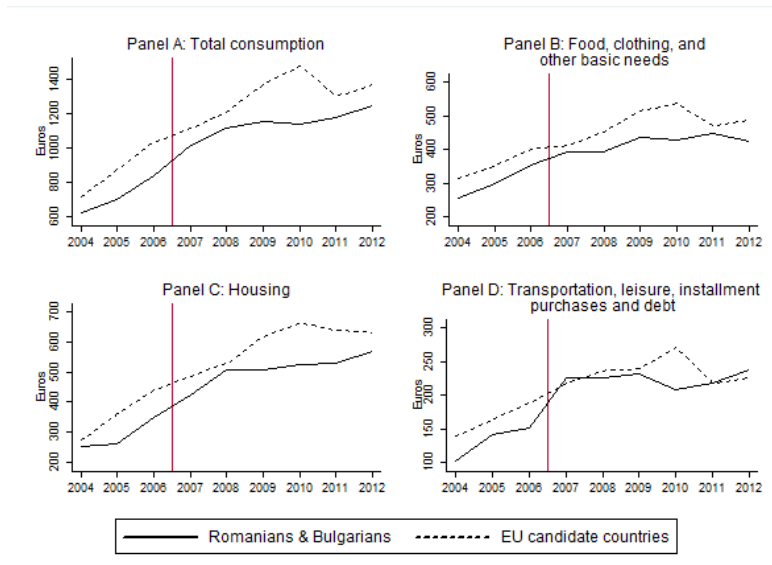 Panel A: Total consumption
Euros
600 800 1000 1200 1400
2004 2005 2006 2007 2008 2009 2010 2011 2012
Panel B: Food, clothing, and
other basic needs
Euros
200 300 400 500 600
2004 2005 2006 2007 2008 2009 2010 2011 2012
Panel C: Housing
Euros
200 300 400 500 600 700
2004 2005 2006 2007 2008 2009 2010 2011 2012
Panel D: Transportation, leisure, installment
purchases and debt
Euros
100 150 200 250 300
2004 2005 2006 2007 2008 2009 2010 2011 2012
Romanians & Bulgarians EU candidate countries